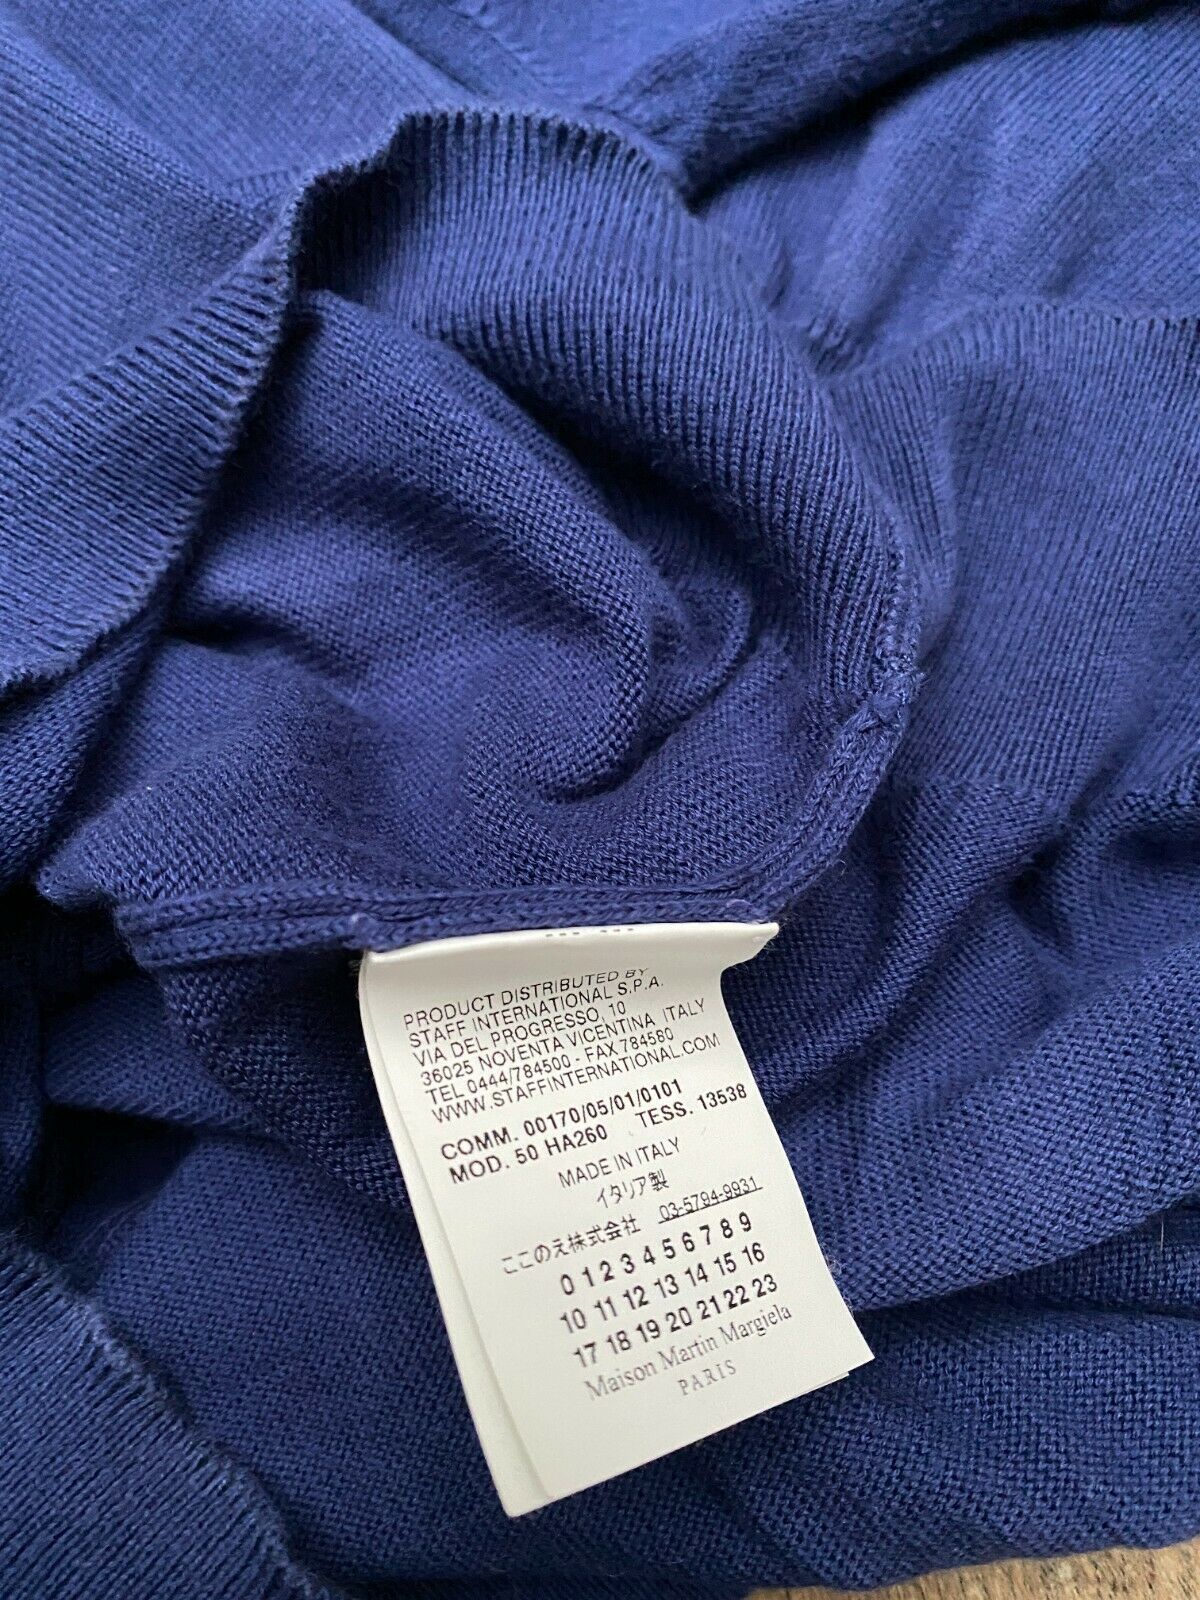 PRODUCT DISTRIBUTED BY
STAFF INTERNATIONAL S.P.A.
VIA DEL PROGRESSO, 10
36025 NOVENTA VICENTINA ITALY
TEL 0444/784500 - FAX 784580
WWW.STAFFINTERNATIONAL.COM
COMM. 00170/05/01/0101
MOD. 50 HA260 TESS. 13538
MADE IN ITALY
イタリア製
ここのえ株式会社 03-5794-9931
0 1 2 3 4 5 6 7 8 9
10 11 12 13 14 15 16
17 18 19 20 21 22 23
Maison Martin Margiela
PARIS